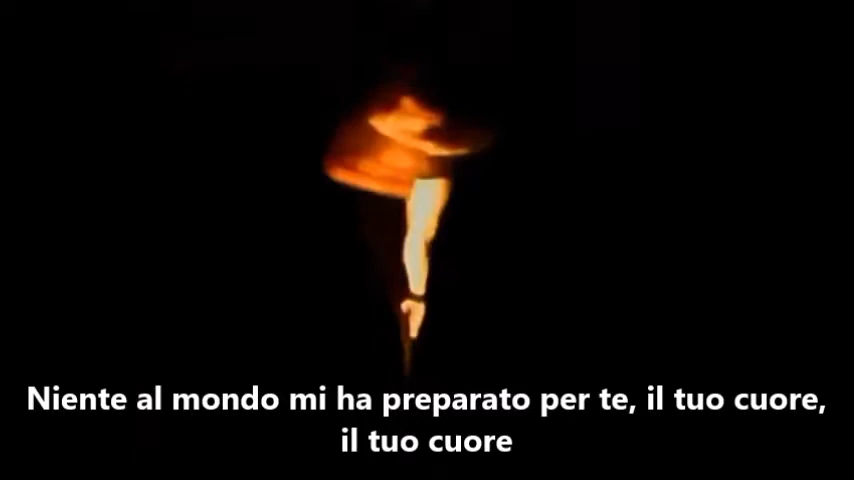 Niente al mondo mi ha preparato per te, il tuo cuore,
il tuo cuore